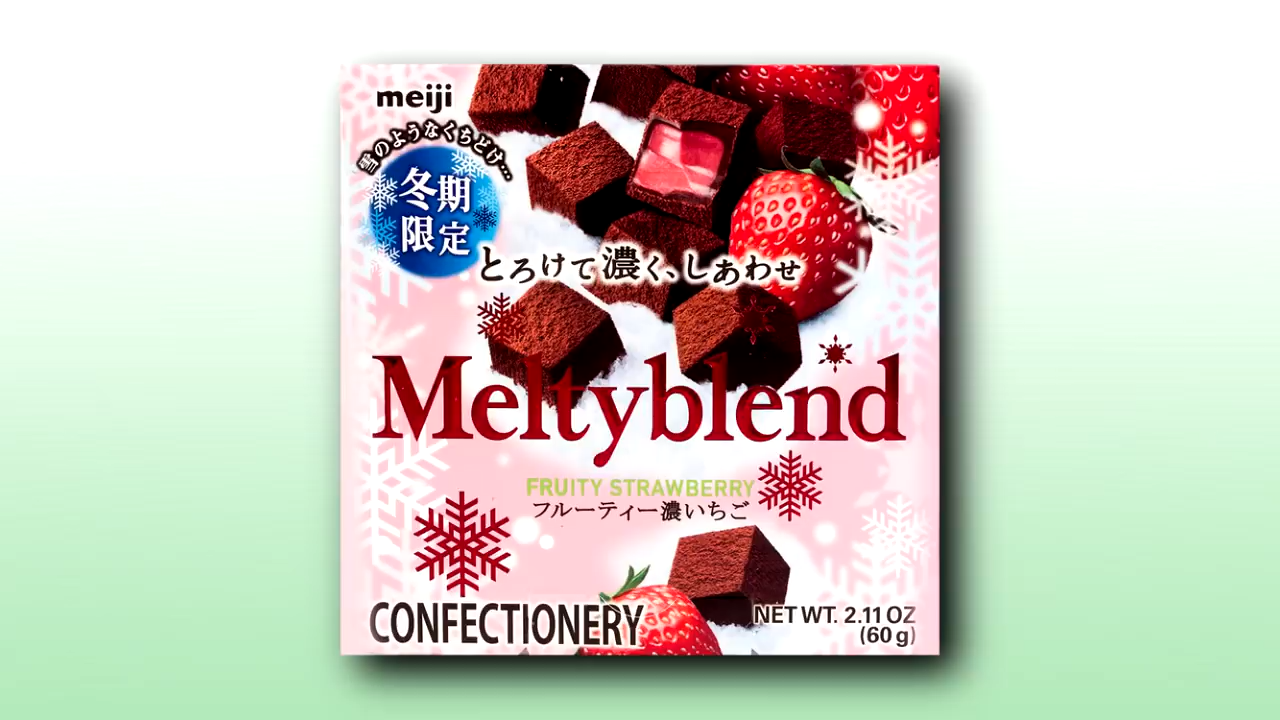 meiji
雪のようなくちどけ…
冬期
限定
とろけて濃く、しあわせ
Meltyblend
FRUITY STRAWBERRY
フルーティー濃いちご
CONFECTIONERY
NET WT. 2.11 OZ
(60 g)